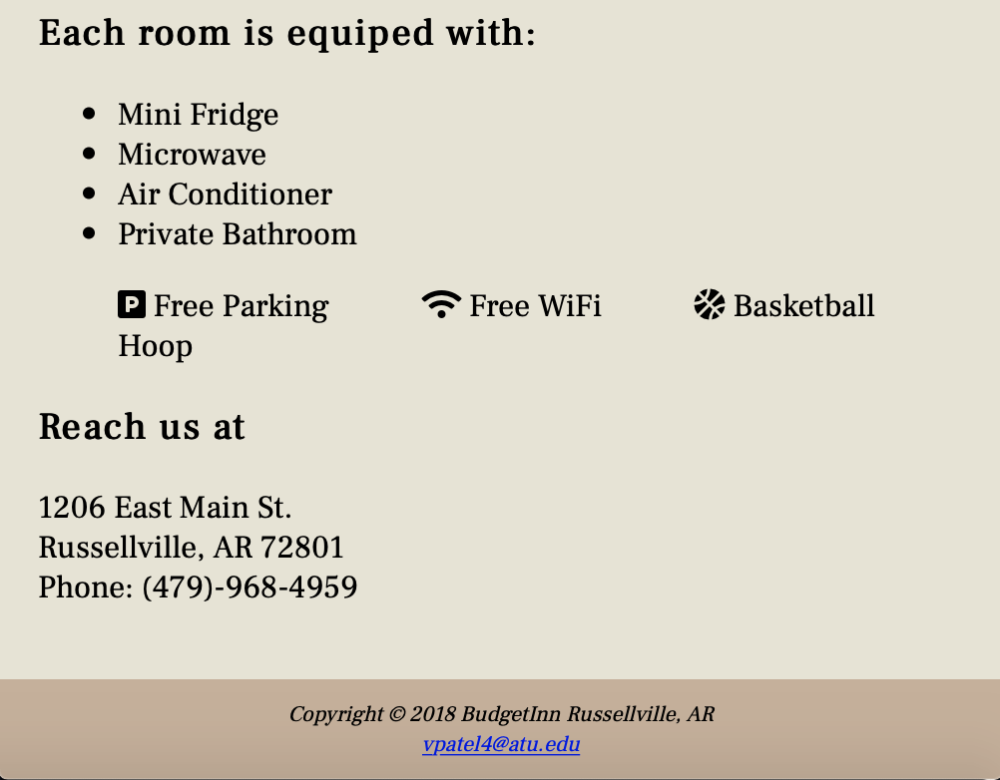 Each room is equiped with:
Mini Fridge
Microwave
Air Conditioner
Private Bathroom
Free Parking Free WiFi Basketball
Hoop
Reach us at
1206 East Main St.
Russellville, AR 72801
Phone: (479)-968-4959
Copyright © 2018 BudgetInn Russellville, AR
vpatel4@atu.edu